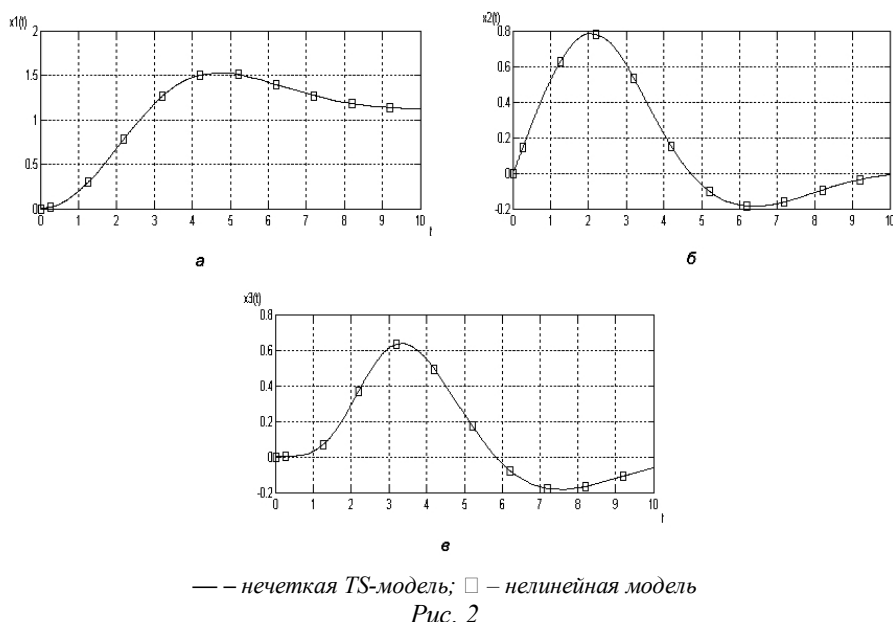 x1(t)
2
1.5
1
0.5
0
0 1 2 3 4 5 6 7 8 9 10
t
а
x2(t)
0.8
0.6
0.4
0.2
0
-0.2
0 1 2 3 4 5 6 7 8 9 10
t
б
x3(t)
0.8
0.6
0.4
0.2
0
-0.2
0 1 2 3 4 5 6 7 8 9 10
t
в
— – нечеткая TS-модель; □ – нелинейная модель
Рис. 2